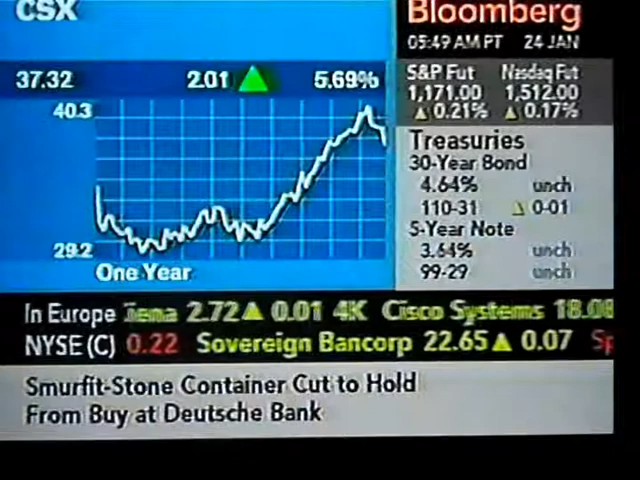 CSX
37.32 2.01 5.69%
40.3
29.2
One Year
Bloomberg
05:49 AM PT 24 JAN
S&P Fut Nasdaq Fut
1,171.00 1,512.00
0.21% 0.17%
Treasuries
30-Year Bond
4.64% unch
110-31 0-01
5-Year Note
3.64% unch
99-29 unch
In Europe 2.72 0.01 4K Cisco Systems 18.08
NYSE(C) 0.22 Sovereign Bancorp 22.65 0.07 Sp
Smurfit-Stone Container Cut to Hold
From Buy at Deutsche Bank